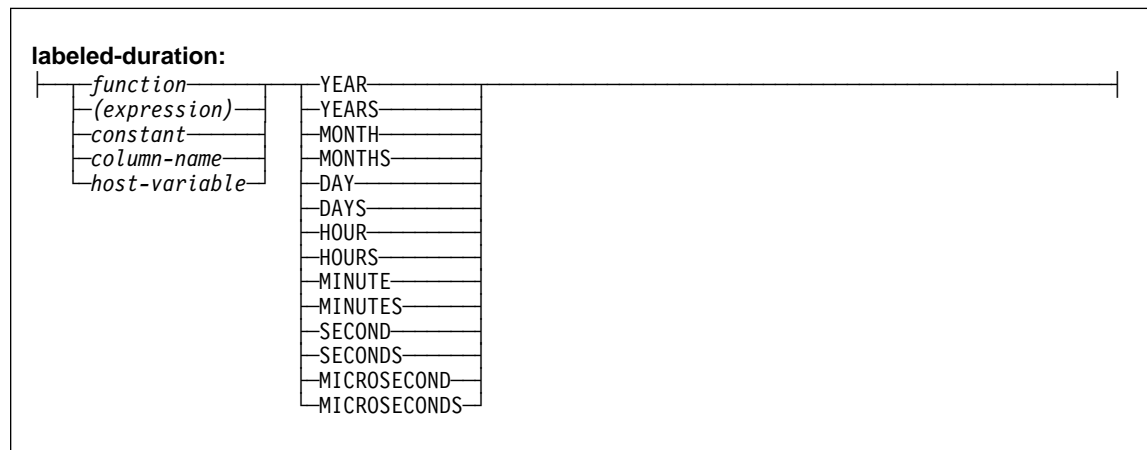 labeled-duration:
function YEAR
(expression) YEARS
constant MONTH
column-name MONTHS
host-variable DAY
DAYS
HOUR
HOURS
MINUTE
MINUTES
SECOND
SECONDS
MICROSECOND
MICROSECONDS